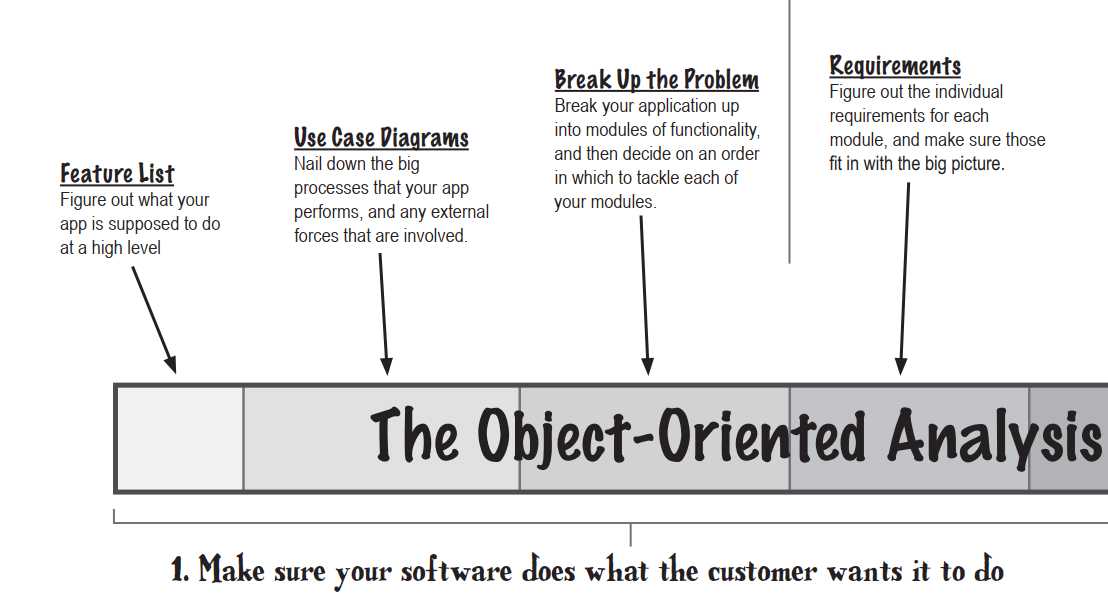 Feature List
Figure out what your
app is supposed to do
at a high level
Use Case Diagrams
Nail down the big
processes that your app
performs, and any external
forces that are involved.
Break Up the Problem
Break your application up
into modules of functionality,
and then decide on an order
in which to tackle each of
your modules.
Requirements
Figure out the individual
requirements for each
module, and make sure those
fit in with the big picture.
The Object-Oriented Analysis
1. Make sure your software does what the customer wants it to do